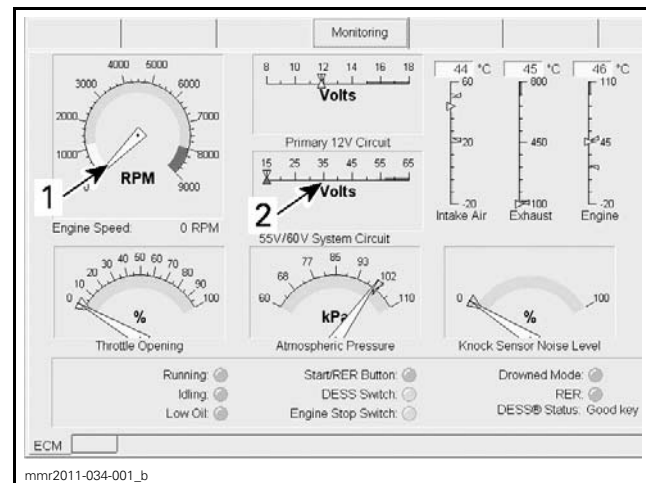 Monitoring
0 1000 2000 3000 4000 5000 6000 7000 8000 9000
RPM
1
Engine Speed: 0 RPM
8 10 12 14 16 18
Volts
Primary 12V Circuit
15 25 35 45 55 65
Volts
2
55V/60V System Circuit
44 °C 45 °C 46 °C
60 800 110
20 450 45
-20 100 -20
Intake Air Exhaust Engine
0 10 20 30 40 50 60 70 80 90 100
%
Throttle Opening
60 68 77 85 93 102 110
kPa
Atmospheric Pressure
0 100
%
Knock Sensor Noise Level
Running: Start/RER Button: Drowned Mode:
Idling: DESS Switch: RER:
Low Oil: Engine Stop Switch: DESS® Status: Good key
ECM
mmr2011-034-001_b